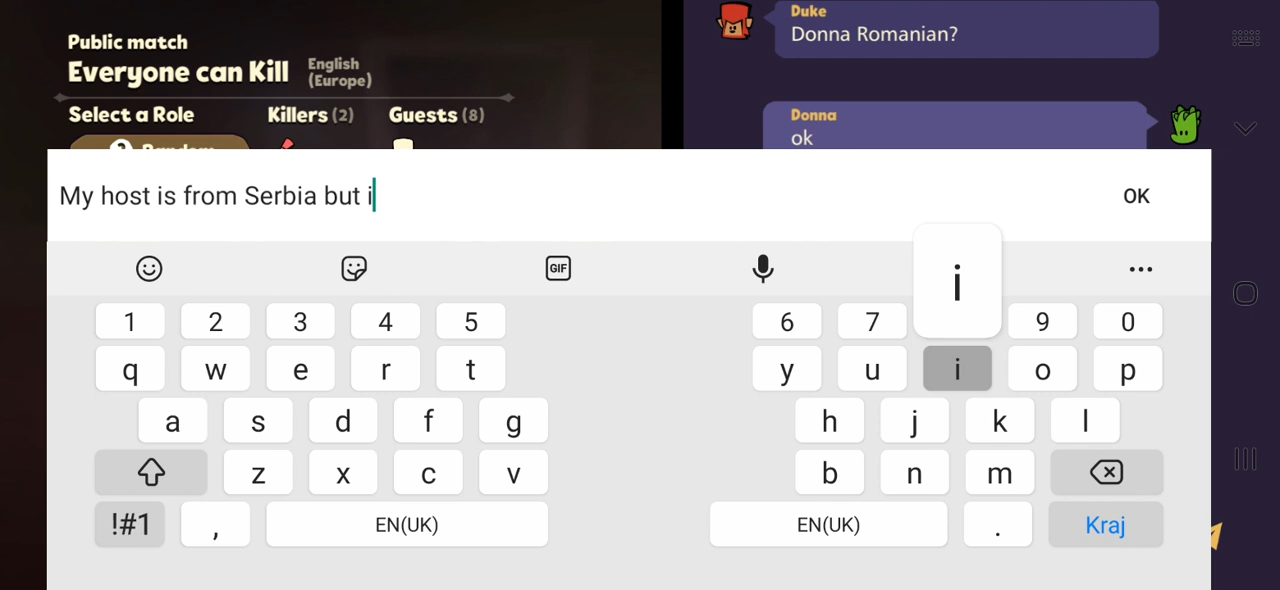 Public match
Everyone can Kill
English
(Europe)
Select a Role
Killers (2)
Guests (8)
Random
Duke
Donna Romanian?
Donna
ok
My host is from Serbia but i
OK
GIF
i
1 2 3 4 5 6 7 9 0
q w e r t y u i o p
a s d f g h j k l
z x c v b n m
!#1 , EN(UK) EN(UK) . Kraj